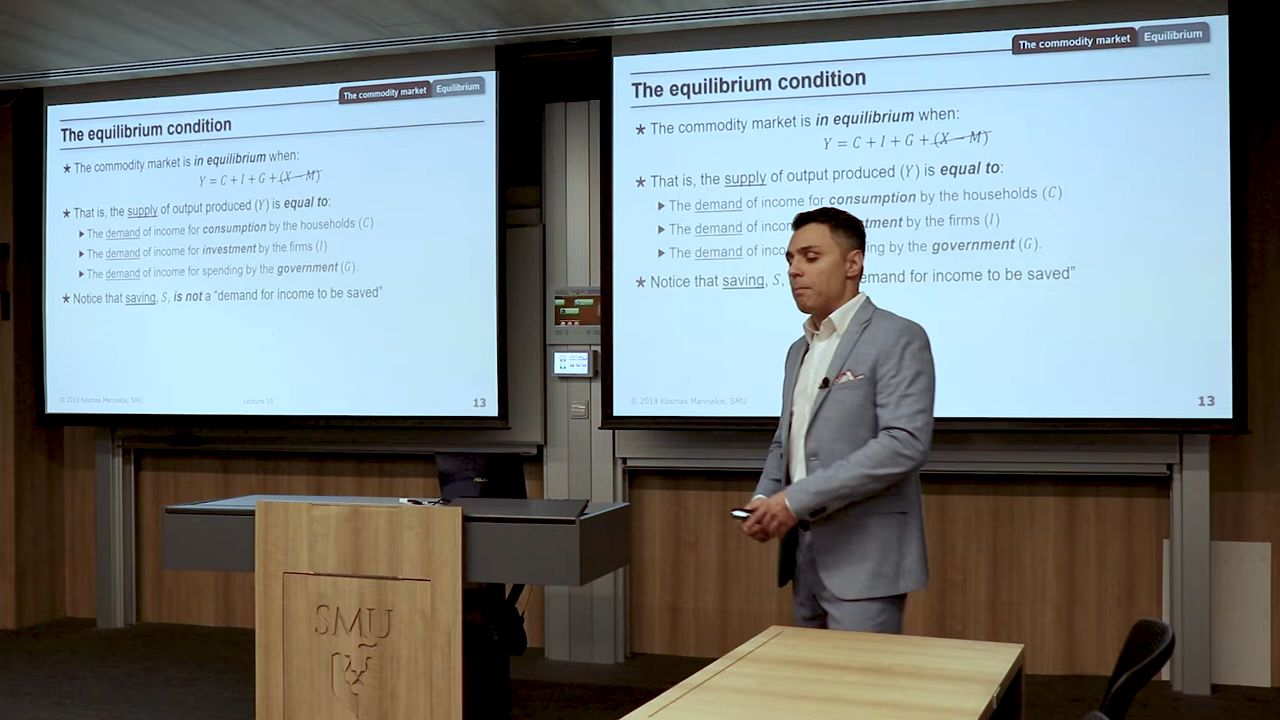 The commodity market Equilibrium
The equilibrium condition
★ The commodity market is in equilibrium when:
Y = C + I + G + (X − M)
★ That is, the supply of output produced (Y) is equal to:
▶ The demand of income for consumption by the households (C)
▶ The demand of income for investment by the firms (I)
▶ The demand of income for spending by the government (G).
★ Notice that saving, S, is not a “demand for income to be saved”
© 2019 Kosmas Marinakis, SMU Lecture 10 13
The commodity market Equilibrium
The equilibrium condition
★ The commodity market is in equilibrium when:
Y = C + I + G + (X − M)
★ That is, the supply of output produced (Y) is equal to:
▶ The demand of income for consumption by the households (C)
▶ The demand of inco tment by the firms (I)
▶ The demand of inco ing by the government (G).
★ Notice that saving, S, demand for income to be saved”
© 2019 Kosmas Marinakis, SMU 13
SMU